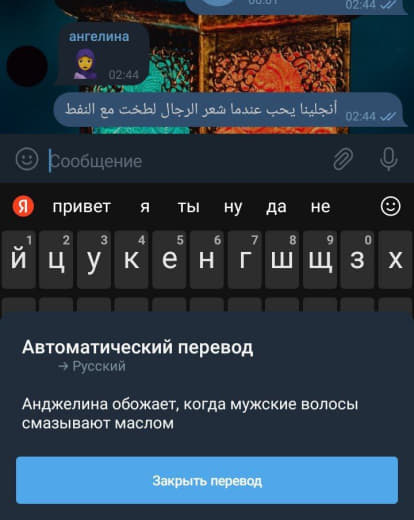 00:01
02:44
ангелина
02:44
أنجلينا يحب عندما شعر الرجال لطخت مع النفط
02:44
Сообщение
Я привет я ты ну да не
1 2 3 4 5 6 7 8 9 0
й ц у к е н г ш щ з х
Автоматический перевод
→ Русский
Анджелина обожает, когда мужские волосы
смазывают маслом
Закрыть перевод